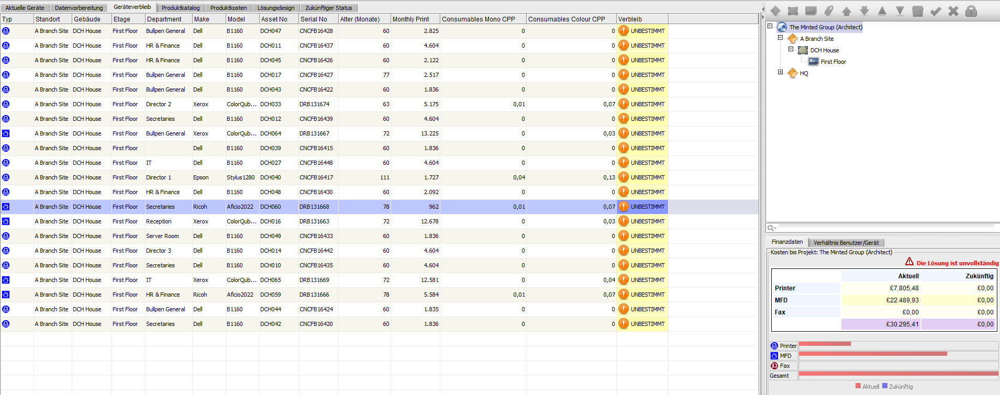 Aktuelle Geräte Datenvorbereitung Geräteverbleib Produktkatalog Produktkosten Lösungsdesign Zukünftiger Status
Typ Standort Gebäude Etage Department Make Model Asset No Serial No Alter (Monate) Monthly Print Consumables Mono CPP Consumables Colour CPP Verbleib
A Branch Site DCH House First Floor Bullpen General Dell B1160 DCH047 CNCFB16428 60 2.825 0 0 UNBESTIMMT
A Branch Site DCH House First Floor HR & Finance Dell B1160 DCH011 CNCFB16437 60 4.604 0 0 UNBESTIMMT
A Branch Site DCH House First Floor HR & Finance Dell B1160 DCH045 CNCFB16426 60 2.122 0 0 UNBESTIMMT
A Branch Site DCH House First Floor Bullpen General Dell B1160 DCH017 CNCFB16427 77 2.517 0 0 UNBESTIMMT
A Branch Site DCH House First Floor Bullpen General Dell B1160 DCH043 CNCFB16422 60 1.836 0 0 UNBESTIMMT
A Branch Site DCH House First Floor Director 2 Xerox ColorQub... DCH033 DRB131674 63 5.175 0,01 0,07 UNBESTIMMT
A Branch Site DCH House First Floor Secretaries Dell B1160 DCH012 CNCFB16439 60 4.604 0 0 UNBESTIMMT
A Branch Site DCH House First Floor Bullpen General Xerox ColorQub... DCH064 DRB131667 72 13.225 0 0,03 UNBESTIMMT
A Branch Site DCH House First Floor Dell B1160 DCH039 CNCFB16415 60 1.836 0 0 UNBESTIMMT
A Branch Site DCH House First Floor IT Dell B1160 DCH027 CNCFB16448 60 4.604 0 0 UNBESTIMMT
A Branch Site DCH House First Floor Director 1 Epson Stylus1280 DCH040 CNCFB16417 111 1.727 0,04 0,13 UNBESTIMMT
A Branch Site DCH House First Floor HR & Finance Dell B1160 DCH048 CNCFB16430 60 2.092 0 0 UNBESTIMMT
A Branch Site DCH House First Floor Secretaries Ricoh Aficio2022 DCH060 DRB131668 78 962 0,01 0,07 UNBESTIMMT
A Branch Site DCH House First Floor Reception Xerox ColorQub... DCH016 DRB131663 72 12.678 0 0,03 UNBESTIMMT
A Branch Site DCH House First Floor Server Room Dell B1160 DCH049 CNCFB16433 60 1.836 0 0 UNBESTIMMT
A Branch Site DCH House First Floor Director 3 Dell B1160 DCH014 CNCFB16442 60 4.604 0 0 UNBESTIMMT
A Branch Site DCH House First Floor Secretaries Dell B1160 DCH010 CNCFB16435 60 4.604 0 0 UNBESTIMMT
A Branch Site DCH House First Floor IT Xerox ColorQub... DCH065 DRB131669 72 12.581 0 0,04 UNBESTIMMT
A Branch Site DCH House First Floor HR & Finance Ricoh Aficio2022 DCH059 DRB131666 78 5.584 0,01 0,07 UNBESTIMMT
A Branch Site DCH House First Floor Bullpen General Dell B1160 DCH044 CNCFB16424 60 1.835 0 0 UNBESTIMMT
A Branch Site DCH House First Floor Secretaries Dell B1160 DCH042 CNCFB16420 60 1.836 0 0 UNBESTIMMT
The Minted Group (Architect)
A Branch Site
DCH House
First Floor
HQ
Finanzdaten Verhältnis Benutzer/Gerät
Kosten bis Projekt: The Minted Group (Architect)
Die Lösung ist unvollständig
Aktuell Zukünftig
Printer £7.805,48 £0,00
MFD £22.489,93 £0,00
Fax £0,00 £0,00
£30.295,41 £0,00
Printer
MFD
Fax
Gesamt
Aktuell Zukünftig